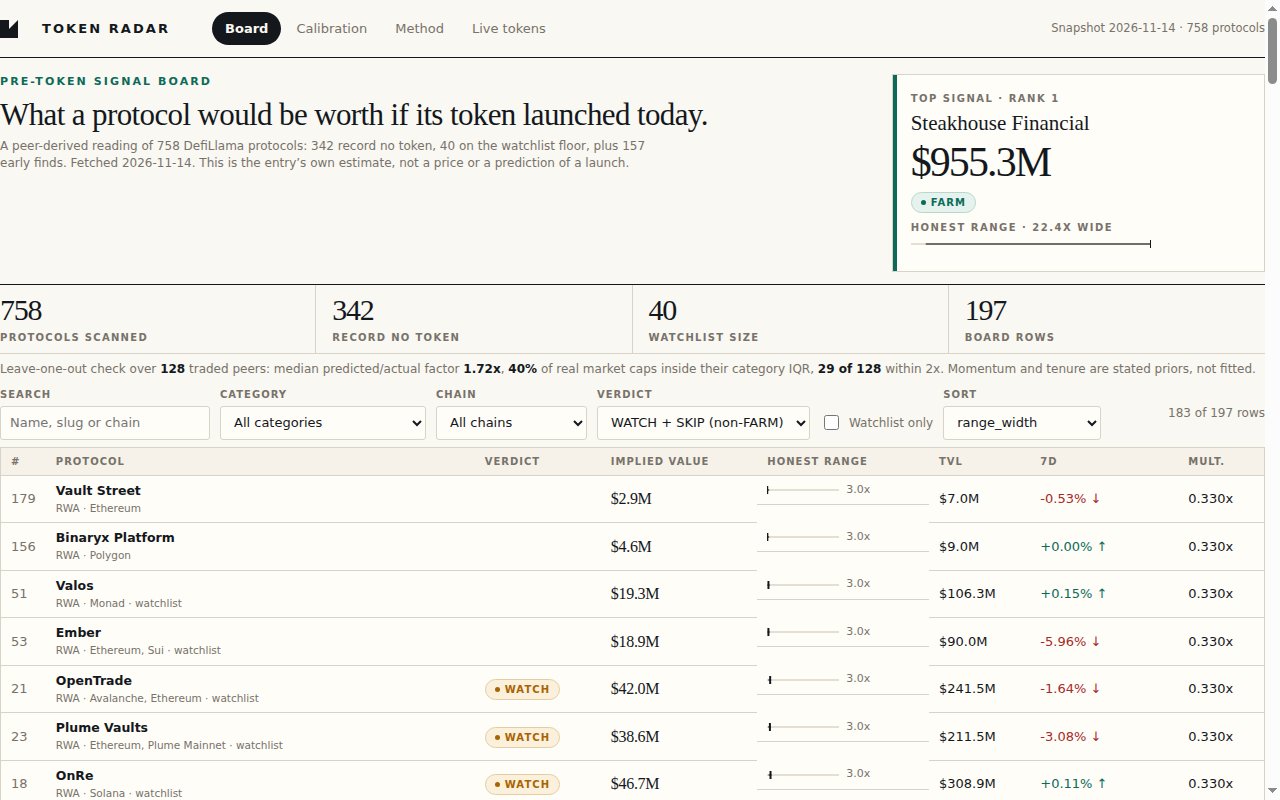 TOKEN RADAR Board Calibration Method Live tokens Snapshot 2026-11-14 · 758 protocols
PRE-TOKEN SIGNAL BOARD
What a protocol would be worth if its token launched today.
A peer-derived reading of 758 DefiLlama protocols: 342 record no token, 40 on the watchlist floor, plus 157
early finds. Fetched 2026-11-14. This is the entry's own estimate, not a price or a prediction of a launch.
TOP SIGNAL · RANK 1
Steakhouse Financial
$955.3M
FARM
HONEST RANGE · 22.4X WIDE
758 342 40 197
PROTOCOLS SCANNED RECORD NO TOKEN WATCHLIST SIZE BOARD ROWS
Leave-one-out check over 128 traded peers: median predicted/actual factor 1.72x, 40% of real market caps inside their category IQR, 29 of 128 within 2x. Momentum and tenure are stated priors, not fitted.
SEARCH CATEGORY CHAIN VERDICT SORT
Name, slug or chain All categories All chains WATCH + SKIP (non-FARM) Watchlist only range_width 183 of 197 rows
# PROTOCOL VERDICT IMPLIED VALUE HONEST RANGE TVL 7D MULT.
179 Vault Street $2.9M 3.0x $7.0M -0.53% ↓ 0.330x
RWA · Ethereum
156 Binaryx Platform $4.6M 3.0x $9.0M +0.00% ↑ 0.330x
RWA · Polygon
51 Valos $19.3M 3.0x $106.3M +0.15% ↑ 0.330x
RWA · Monad · watchlist
53 Ember $18.9M 3.0x $90.0M -5.96% ↓ 0.330x
RWA · Ethereum, Sui · watchlist
21 OpenTrade WATCH $42.0M 3.0x $241.5M -1.64% ↓ 0.330x
RWA · Avalanche, Ethereum · watchlist
23 Plume Vaults WATCH $38.6M 3.0x $211.5M -3.08% ↓ 0.330x
RWA · Ethereum, Plume Mainnet · watchlist
18 OnRe WATCH $46.7M 3.0x $308.9M +0.11% ↑ 0.330x
RWA · Solana · watchlist